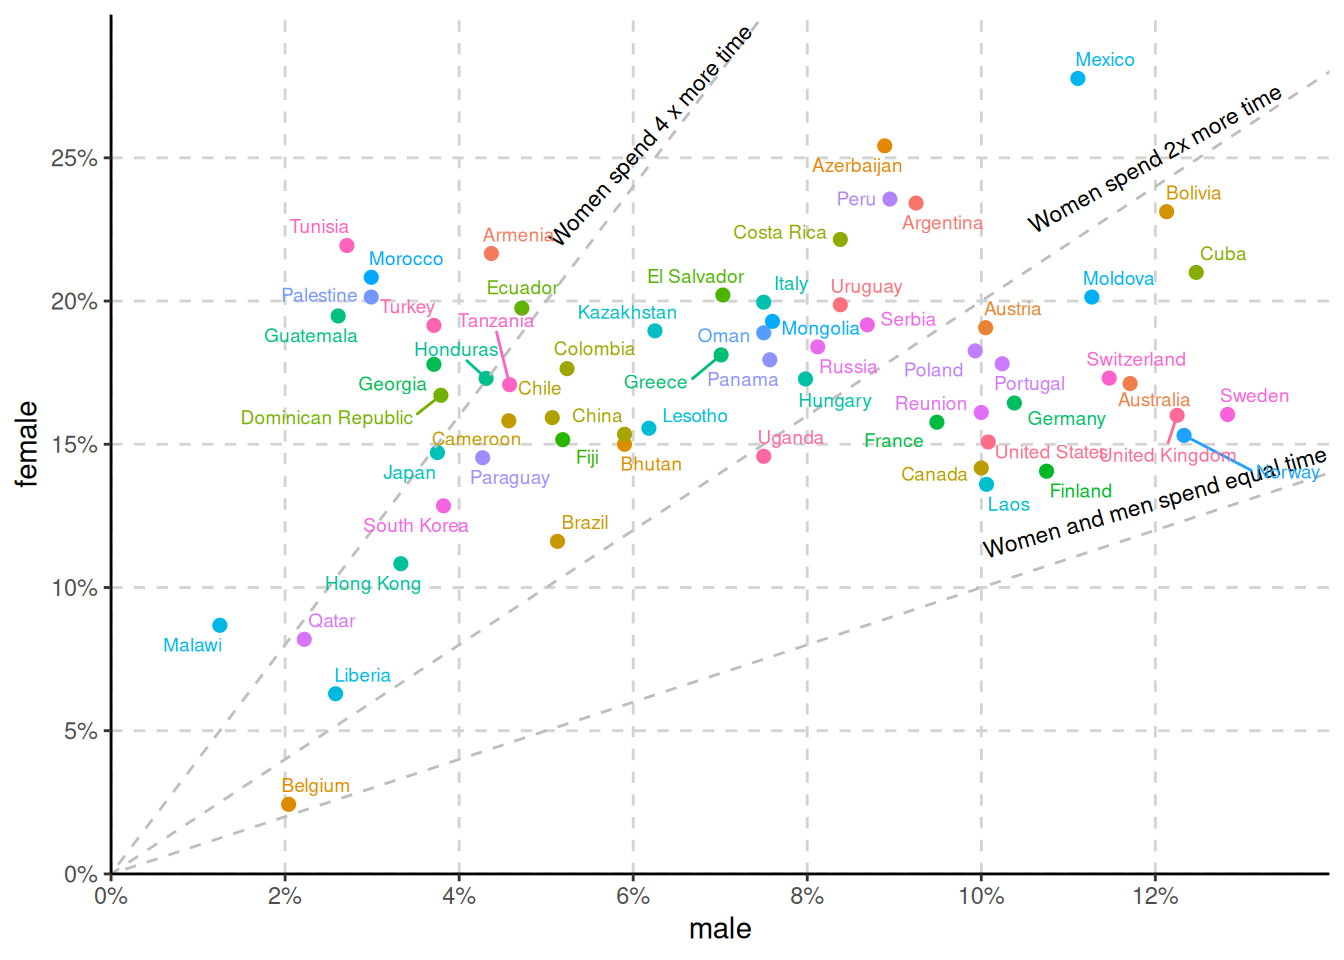 Women spend 4 x more time
Mexico
Women spend 2x more time
25%
Azerbaijan
Peru
Bolivia
Argentina
Tunisia
Armenia
Costa Rica
Cuba
Morocco
El Salvador
Italy
Moldova
Palestine
Ecuador
Uruguay
20%
Turkey
Tanzania
Kazakhstan
Austria
Guatemala
Oman
Mongolia
Serbia
Honduras
Colombia
Switzerland
Georgia
Chile
Greece
Panama
Russia
Poland
Portugal
Dominican Republic
China
Lesotho
Hungary
Reunion
Germany
Australia
Sweden
15%
Cameroon
Uganda
France
Japan
Paraguay
Fiji
Bhutan
United States
United Kingdom
Canada
Norway
Laos
Finland
Women and men spend equal time
South Korea
Brazil
10%
Hong Kong
Qatar
Malawi
Liberia
5%
Belgium
0%
female
0%
2%
4%
6%
8%
10%
12%
male